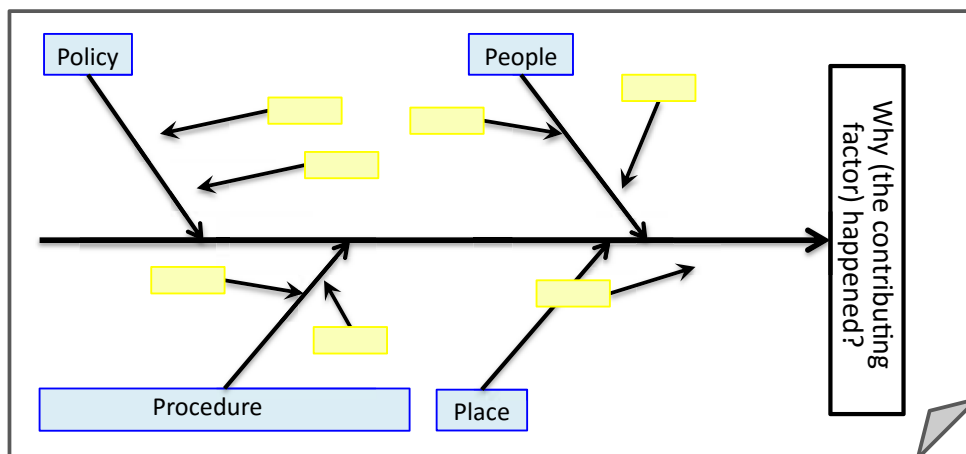 Policy
People
Why (the contributing
factor) happened?
Procedure
Place